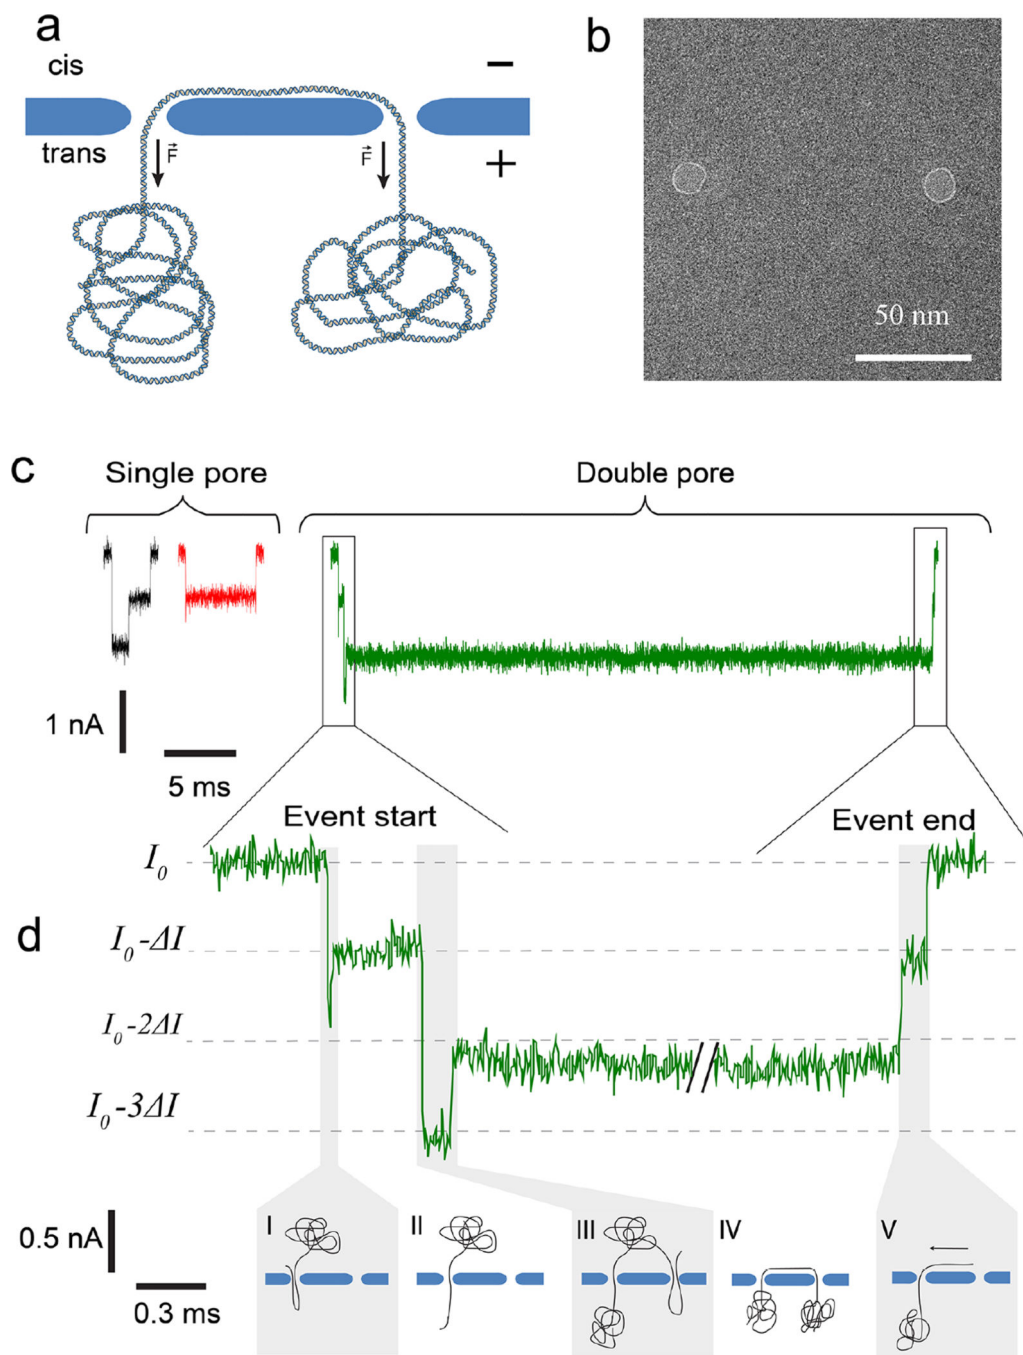 a
b
cis
−
trans
F
F
+
50 nm
c
Single pore
Double pore
1 nA
5 ms
Event start
Event end
I₀
d
I₀-ΔI
I₀-2ΔI
I₀-3ΔI
0.5 nA
0.3 ms
I
II
III
IV
V